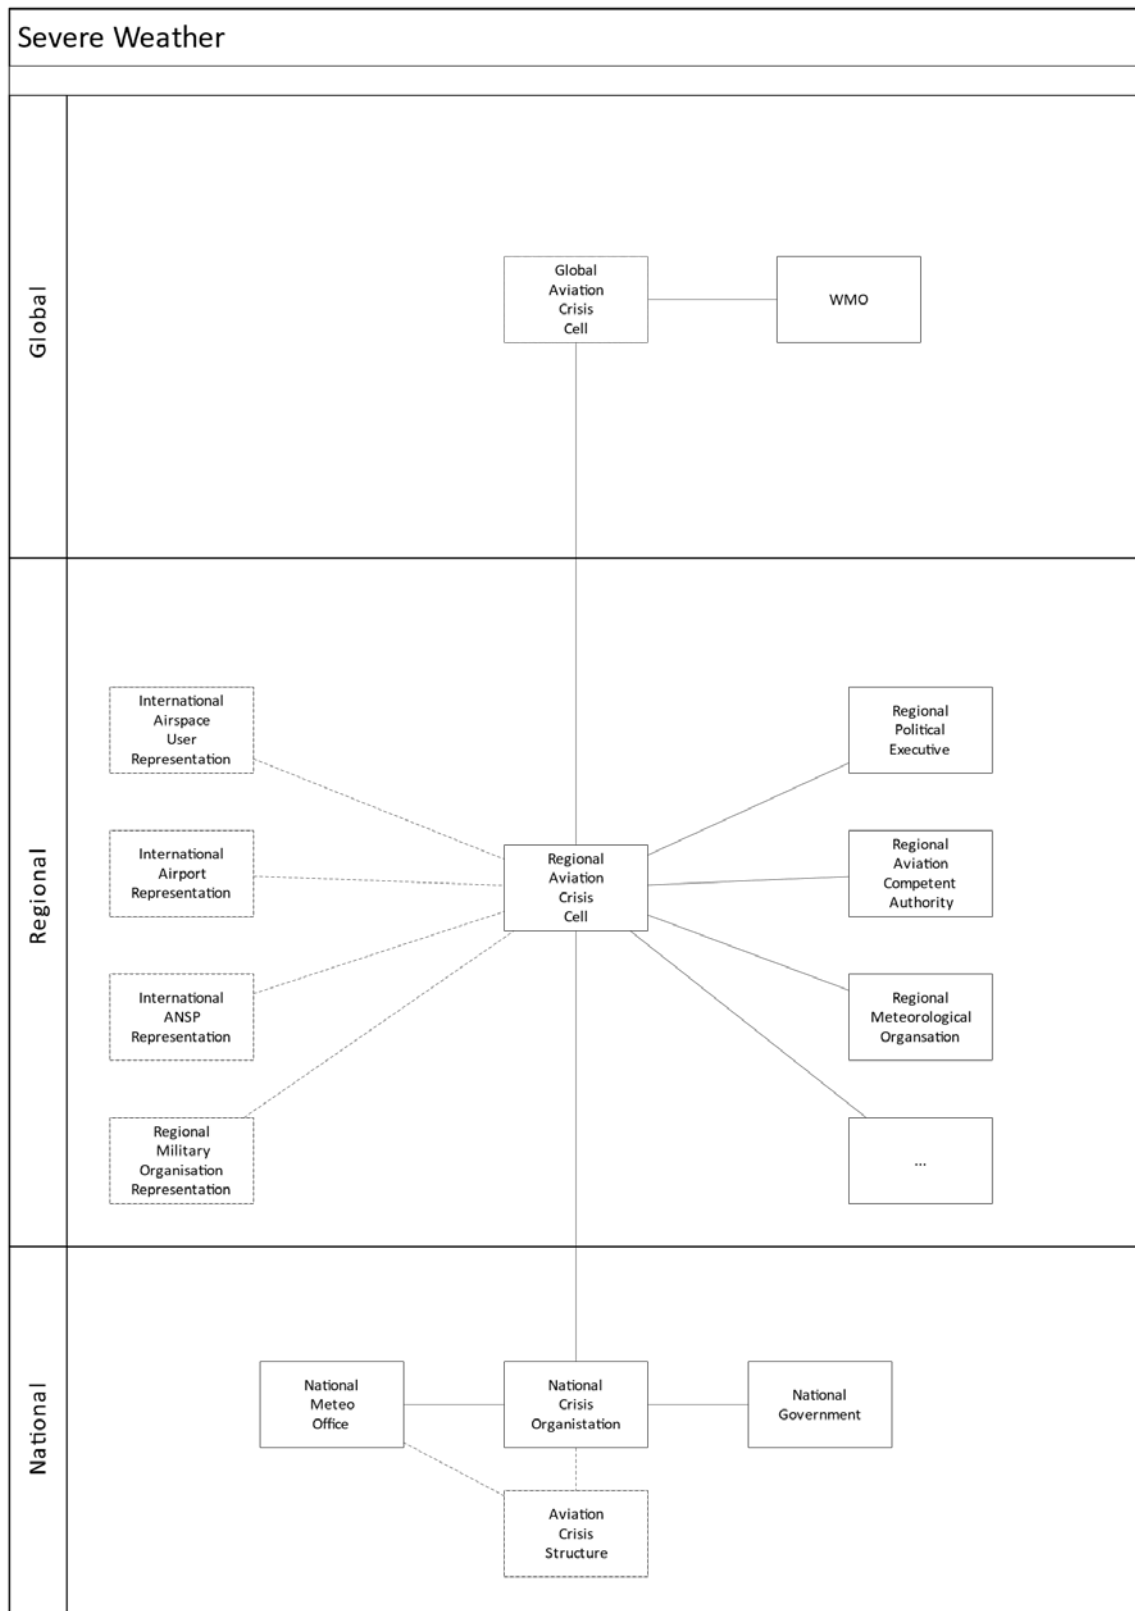 Severe Weather
Global
Global
Aviation
Crisis
Cell
WMO
Regional
International
Airspace
User
Representation
Regional
Political
Executive
International
Airport
Representation
Regional
Aviation
Crisis
Cell
Regional
Aviation
Competent
Authority
International
ANSP
Representation
Regional
Meteorological
Organsation
Regional
Military
Organisation
Representation
...
National
National
Meteo
Office
National
Crisis
Organistation
National
Government
Aviation
Crisis
Structure